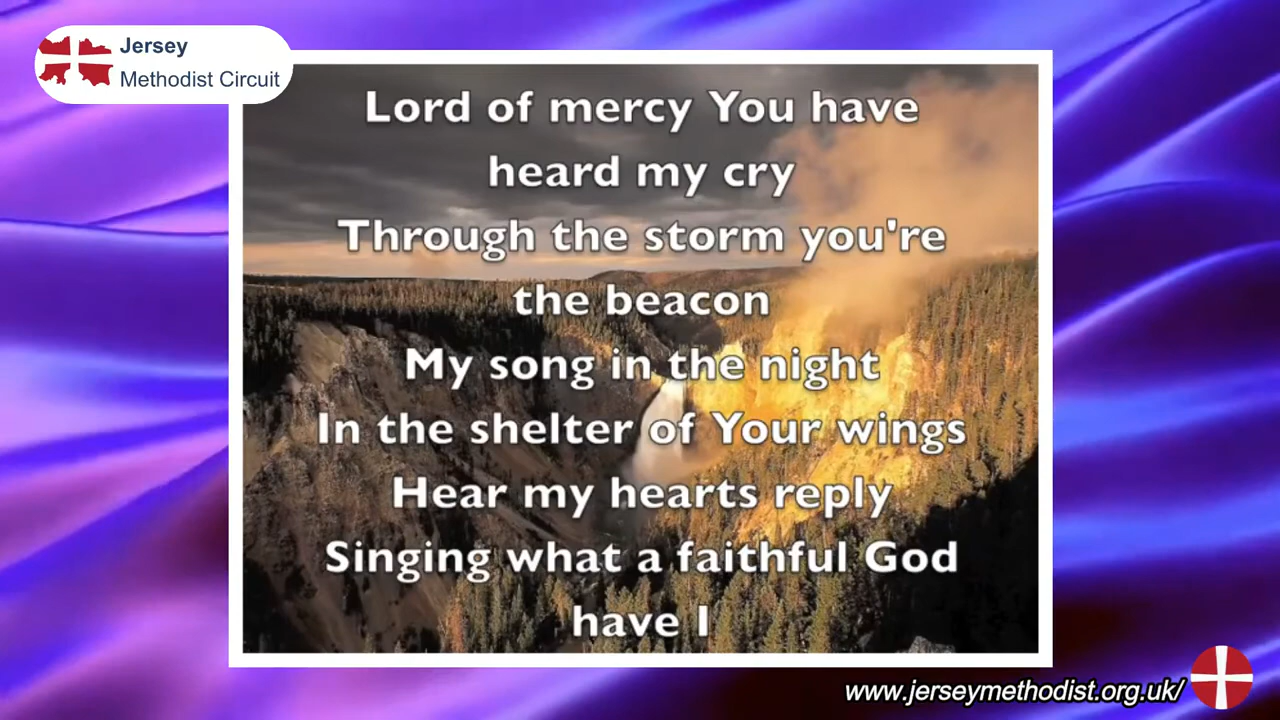 Jersey
Methodist Circuit
Lord of mercy You have
heard my cry
Through the storm you're
the beacon
My song in the night
In the shelter of Your wings
Hear my hearts reply
Singing what a faithful God
have I
www.jerseymethodist.org.uk/